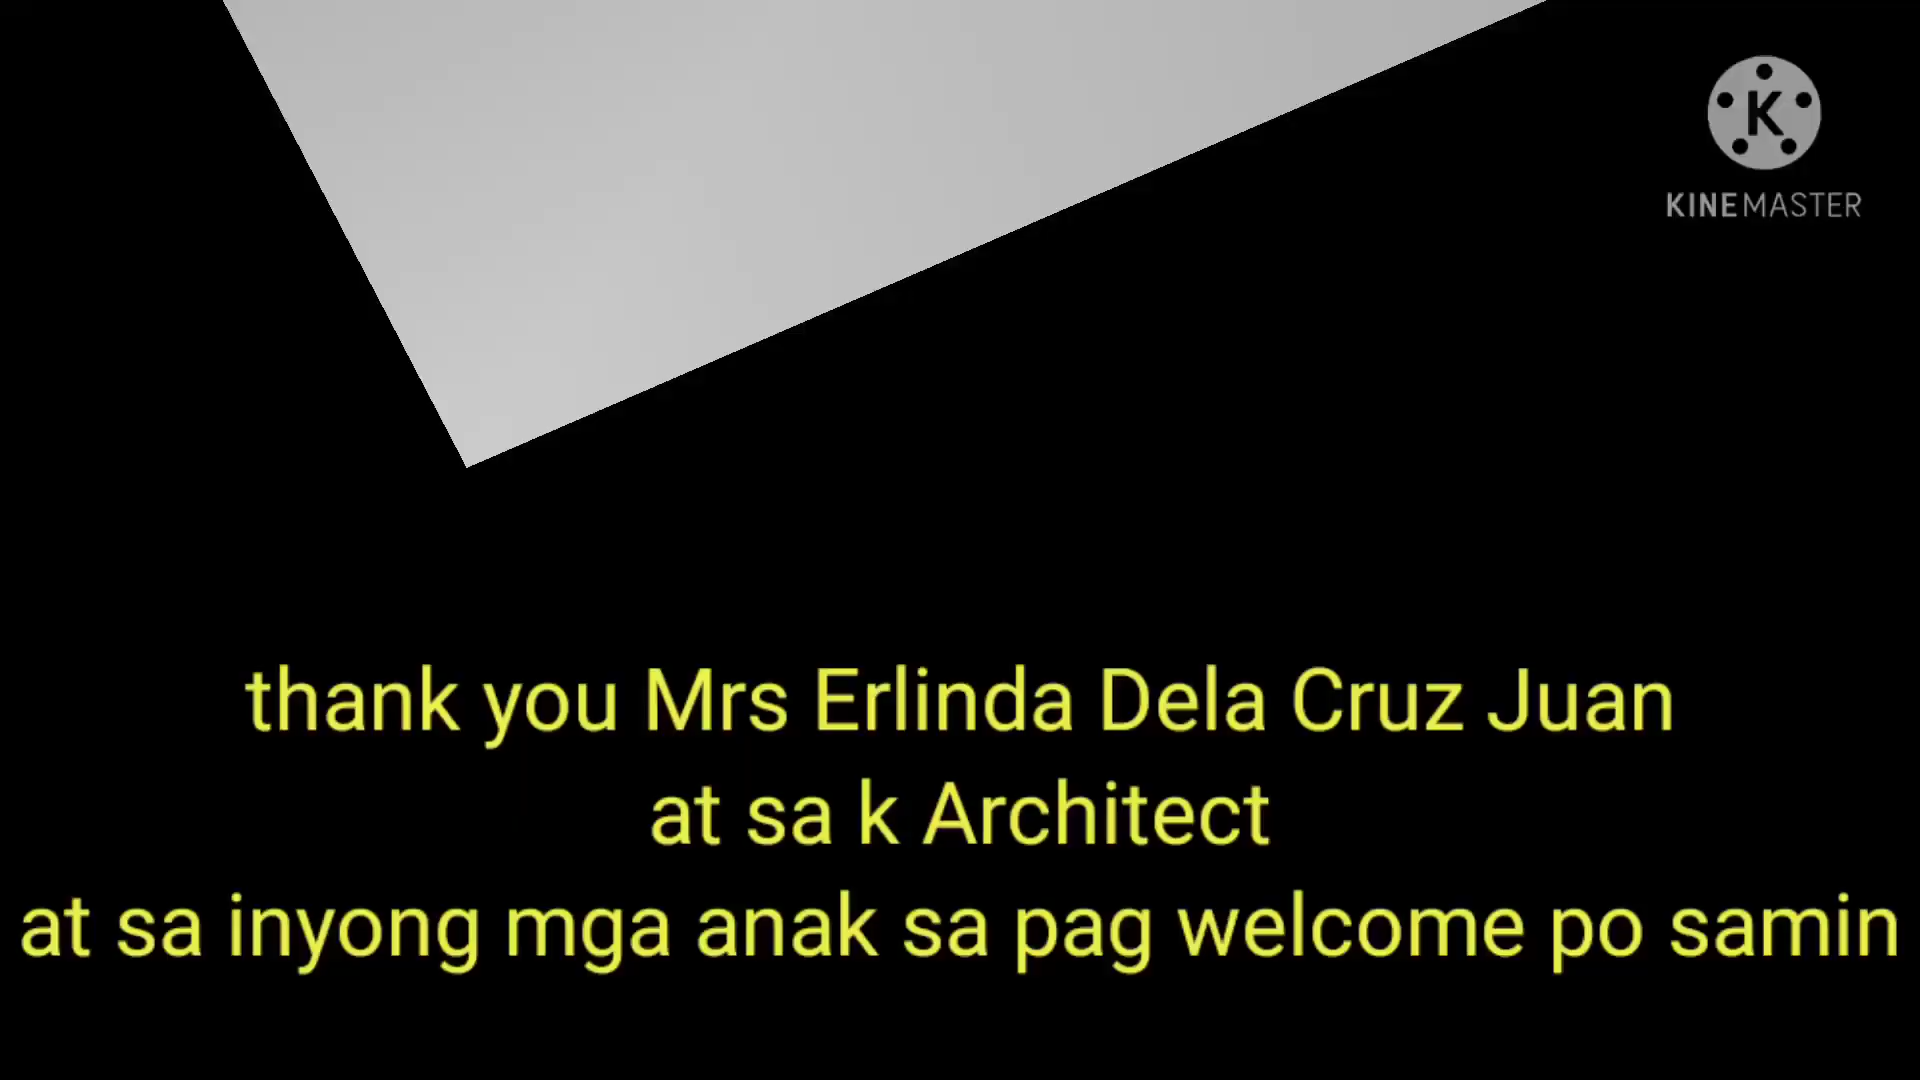 K
KINEMASTER
thank you Mrs Erlinda Dela Cruz Juan
at sa k Architect
at sa inyong mga anak sa pag welcome po samin